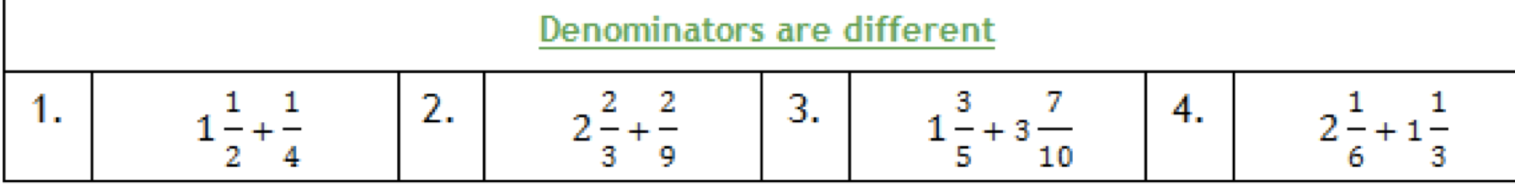 Denominators are different
1. 1 1/2 + 1/4 2. 2 2/3 + 2/9 3. 1 3/5 + 3 7/10 4. 2 1/6 + 1 1/3